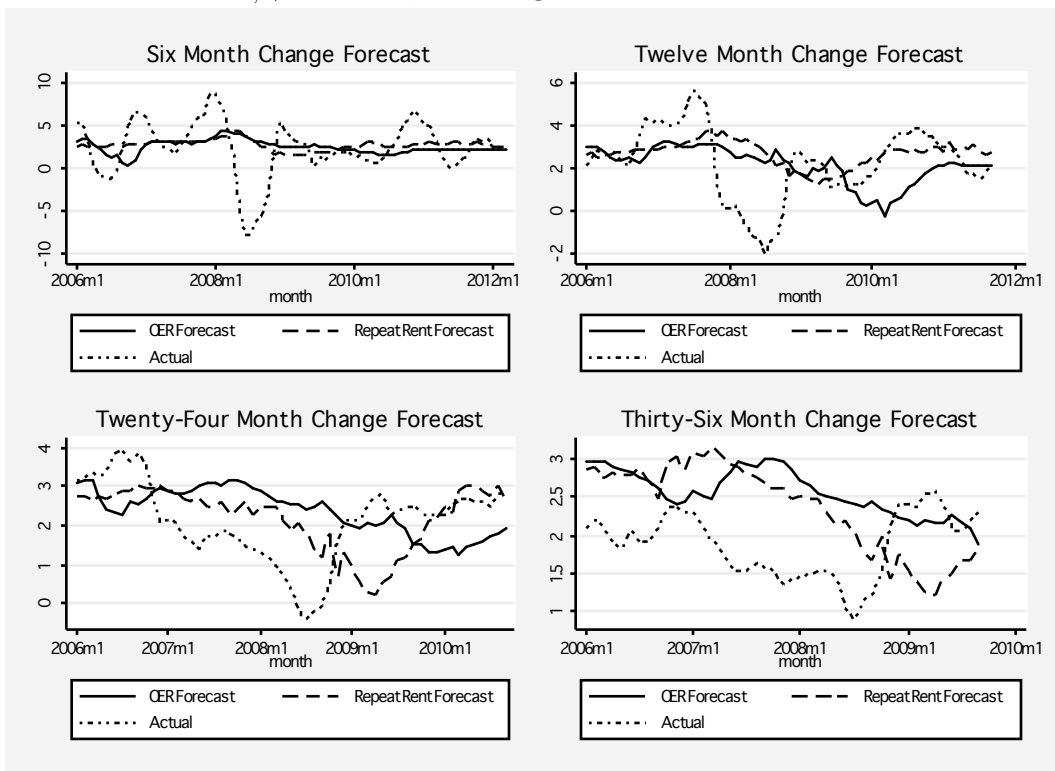 Six Month Change Forecast
10
5
0
-5
-10
2006m1 2008m1 2010m1 2012m1
month
OER Forecast Repeat Rent Forecast
Actual
Twelve Month Change Forecast
6
4
2
0
-2
2006m1 2008m1 2010m1 2012m1
month
OER Forecast Repeat Rent Forecast
Actual
Twenty-Four Month Change Forecast
4
3
2
1
0
2006m1 2007m1 2008m1 2009m1 2010m1
month
OER Forecast Repeat Rent Forecast
Actual
Thirty-Six Month Change Forecast
3
2.5
2
1.5
1
2006m1 2007m1 2008m1 2009m1 2010m1
month
OER Forecast Repeat Rent Forecast
Actual